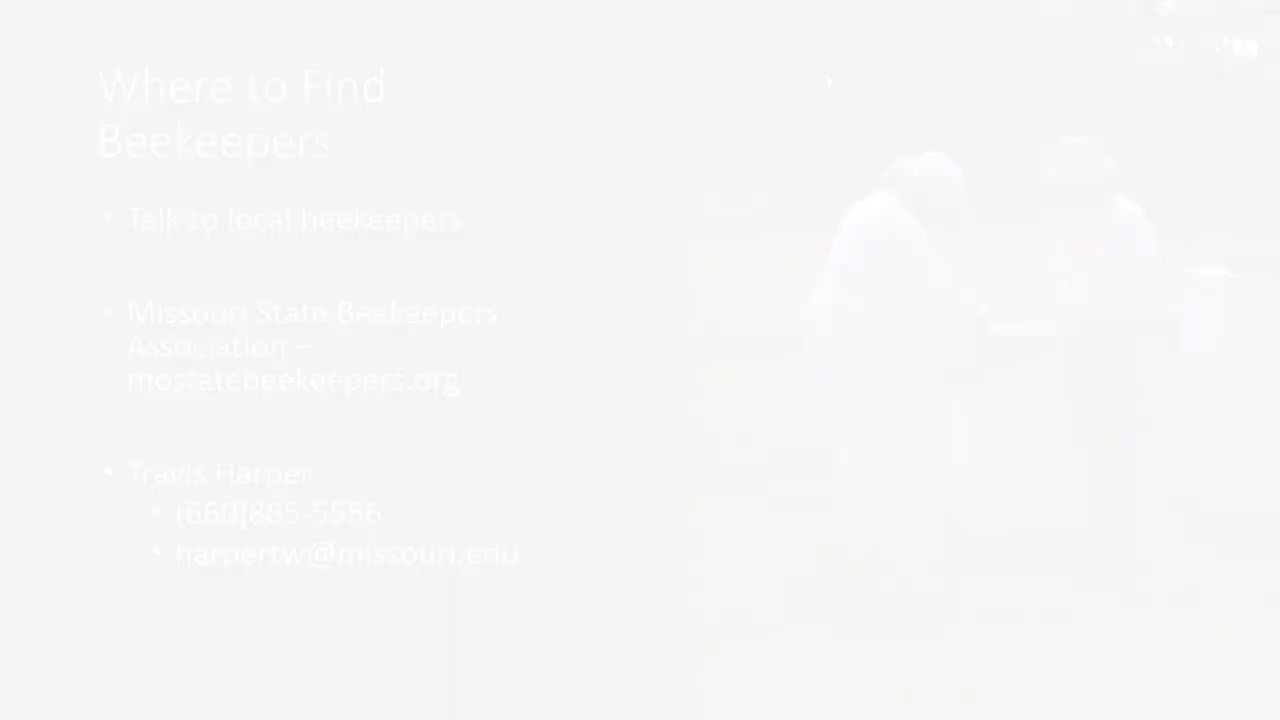 Where to Find
Beekeepers
• Talk to local beekeepers
• Missouri State Beekeepers
Association –
mostatebeekeepers.org
• Travis Harper
• (660)885-5556
• harpertw@missouri.edu